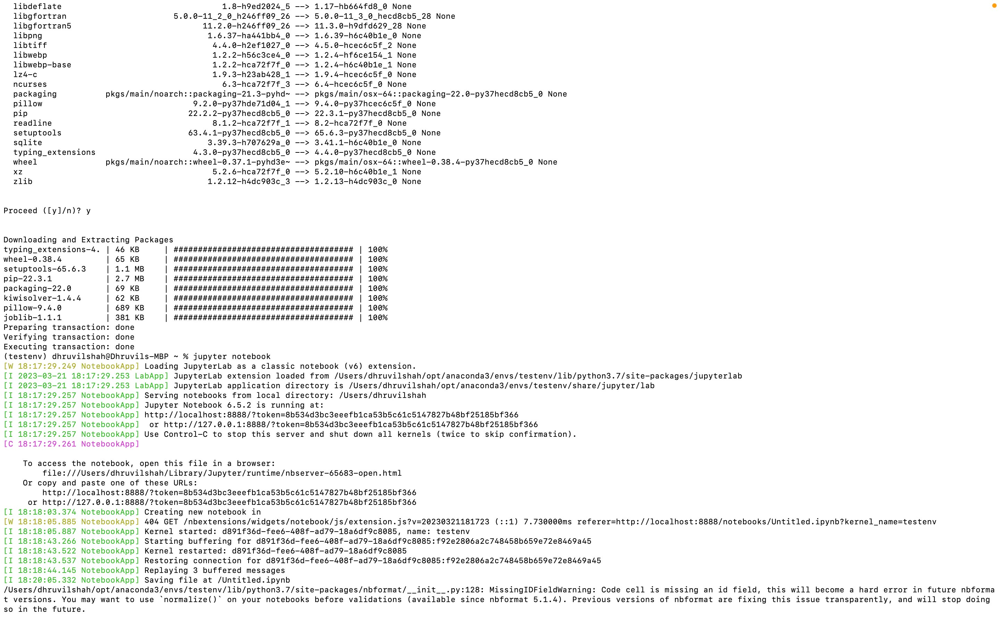 libdeflate 1.8-h9ed2024_5 --> 1.17-hb664fd8_0 None
libgfortran 5.0.0-11_2_0_h246ff09_26 --> 5.0.0-11_3_0_hecd8cb5_28 None
libgfortran5 11.2.0-h246ff09_26 --> 11.3.0-h9dfd629_28 None
libpng 1.6.37-ha441bb4_0 --> 1.6.39-h6c40b1e_0 None
libtiff 4.4.0-h2ef1027_0 --> 4.5.0-hcec6c5f_2 None
libwebp 1.2.2-h56c3ce4_0 --> 1.2.4-hf6ce154_1 None
libwebp-base 1.2.2-hca72f7f_0 --> 1.2.4-h6c40b1e_1 None
lz4-c 1.9.3-h23ab428_1 --> 1.9.4-hcec6c5f_0 None
ncurses 6.3-hca72f7f_3 --> 6.4-hcec6c5f_0 None
packaging pkgs/main/noarch::packaging-21.3-pyhd~ --> pkgs/main/osx-64::packaging-22.0-py37hecd8cb5_0 None
pillow 9.2.0-py37hde71d04_1 --> 9.4.0-py37hcec6c5f_0 None
pip 22.2.2-py37hecd8cb5_0 --> 22.3.1-py37hecd8cb5_0 None
readline 8.1.2-hca72f7f_1 --> 8.2-hca72f7f_0 None
setuptools 63.4.1-py37hecd8cb5_0 --> 65.6.3-py37hecd8cb5_0 None
sqlite 3.39.3-h707629a_0 --> 3.41.1-h6c40b1e_0 None
typing_extensions 4.3.0-py37hecd8cb5_0 --> 4.4.0-py37hecd8cb5_0 None
wheel pkgs/main/noarch::wheel-0.37.1-pyhd3e~ --> pkgs/main/osx-64::wheel-0.38.4-py37hecd8cb5_0 None
xz 5.2.6-hca72f7f_0 --> 5.2.10-h6c40b1e_1 None
zlib 1.2.12-h4dc903c_3 --> 1.2.13-h4dc903c_0 None
Proceed ([y]/n)? y
Downloading and Extracting Packages
typing_extensions-4. | 46 KB | ##################################### | 100%
wheel-0.38.4 | 65 KB | ##################################### | 100%
setuptools-65.6.3 | 1.1 MB | ##################################### | 100%
pip-22.3.1 | 2.7 MB | ##################################### | 100%
packaging-22.0 | 69 KB | ##################################### | 100%
kiwisolver-1.4.4 | 62 KB | ##################################### | 100%
pillow-9.4.0 | 689 KB | ##################################### | 100%
joblib-1.1.1 | 381 KB | ##################################### | 100%
Preparing transaction: done
Verifying transaction: done
Executing transaction: done
(testenv) dhruvilshah@Dhruvils-MBP ~ % jupyter notebook
[W 18:17:29.249 NotebookApp] Loading JupyterLab as a classic notebook (v6) extension.
[I 2023-03-21 18:17:29.253 LabApp] JupyterLab extension loaded from /Users/dhruvilshah/opt/anaconda3/envs/testenv/lib/python3.7/site-packages/jupyterlab
[I 2023-03-21 18:17:29.253 LabApp] JupyterLab application directory is /Users/dhruvilshah/opt/anaconda3/envs/testenv/share/jupyter/lab
[I 18:17:29.257 NotebookApp] Serving notebooks from local directory: /Users/dhruvilshah
[I 18:17:29.257 NotebookApp] Jupyter Notebook 6.5.2 is running at:
[I 18:17:29.257 NotebookApp] http://localhost:8888/?token=8b534d3bc3eeefb1ca53b5c61c5147827b48bf25185bf366
[I 18:17:29.257 NotebookApp]  or http://127.0.0.1:8888/?token=8b534d3bc3eeefb1ca53b5c61c5147827b48bf25185bf366
[I 18:17:29.257 NotebookApp] Use Control-C to stop this server and shut down all kernels (twice to skip confirmation).
[C 18:17:29.261 NotebookApp]
To access the notebook, open this file in a browser:
file:///Users/dhruvilshah/Library/Jupyter/runtime/nbserver-65683-open.html
Or copy and paste one of these URLs:
http://localhost:8888/?token=8b534d3bc3eeefb1ca53b5c61c5147827b48bf25185bf366
or http://127.0.0.1:8888/?token=8b534d3bc3eeefb1ca53b5c61c5147827b48bf25185bf366
[I 18:18:03.374 NotebookApp] Creating new notebook in
[W 18:18:05.885 NotebookApp] 404 GET /nbextensions/widgets/notebook/js/extension.js?v=20230321181723 (::1) 7.730000ms referer=http://localhost:8888/notebooks/Untitled.ipynb?kernel_name=testenv
[I 18:18:05.887 NotebookApp] Kernel started: d891f36d-fee6-408f-ad79-18a6df9c8085, name: testenv
[I 18:18:43.266 NotebookApp] Starting buffering for d891f36d-fee6-408f-ad79-18a6df9c8085:f92e2806a2c748458b659e72e8469a45
[I 18:18:43.522 NotebookApp] Kernel restarted: d891f36d-fee6-408f-ad79-18a6df9c8085
[I 18:18:43.537 NotebookApp] Restoring connection for d891f36d-fee6-408f-ad79-18a6df9c8085:f92e2806a2c748458b659e72e8469a45
[I 18:18:44.145 NotebookApp] Replaying 3 buffered messages
[I 18:20:05.332 NotebookApp] Saving file at /Untitled.ipynb
/Users/dhruvilshah/opt/anaconda3/envs/testenv/lib/python3.7/site-packages/nbformat/__init__.py:128: MissingIDFieldWarning: Code cell is missing an id field, this will become a hard error in future nbforma
t versions. You may want to use `normalize()` on your notebooks before validations (available since nbformat 5.1.4). Previous versions of nbformat are fixing this issue transparently, and will stop doing
so in the future.